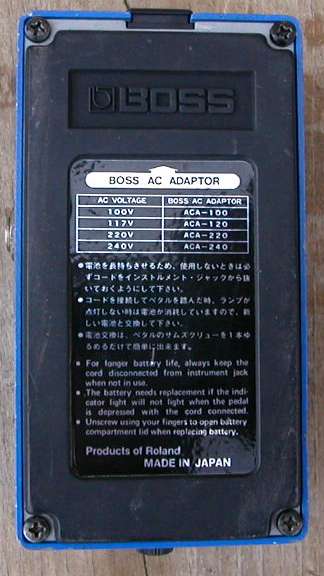 BOSS
BOSS AC ADAPTOR
AC VOLTAGE BOSS AC ADAPTOR
100V ACA-100
117V ACA-120
220V ACA-220
240V ACA-240
●電池を長持ちさせるため、使用しないときは必
ずコードをインストルメント・ジャックから抜
いておくようにして下さい。
●コードを接続してペダルを踏んだ時、ランプが
点灯しない時は電池が消耗していますので、新
しい電池と交換して下さい。
●電池交換は、ペダルのサムズクリューを1本ゆ
るめるだけで簡単に出来ます。
● For longer battery life, always keep the
cord disconnected from instrument jack
when not in use.
● The battery needs replacement if the indi-
cator light will not light when the pedal
is depressed with the cord connected.
● Unscrew using your fingers to open battery
compartment lid when replacing battery.
Products of Roland
MADE IN JAPAN